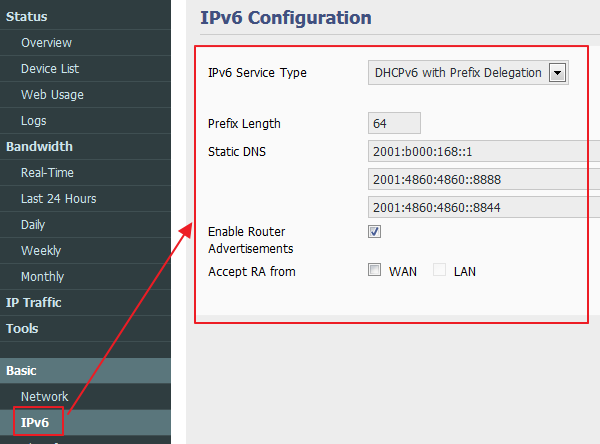 Status
Overview
Device List
Web Usage
Logs
Bandwidth
Real-Time
Last 24 Hours
Daily
Weekly
Monthly
IP Traffic
Tools
Basic
Network
IPv6
IPv6 Configuration
IPv6 Service Type DHCPv6 with Prefix Delegation
Prefix Length 64
Static DNS 2001:b000:168::1
2001:4860:4860::8888
2001:4860:4860::8844
Enable Router
Advertisements
Accept RA from WAN LAN